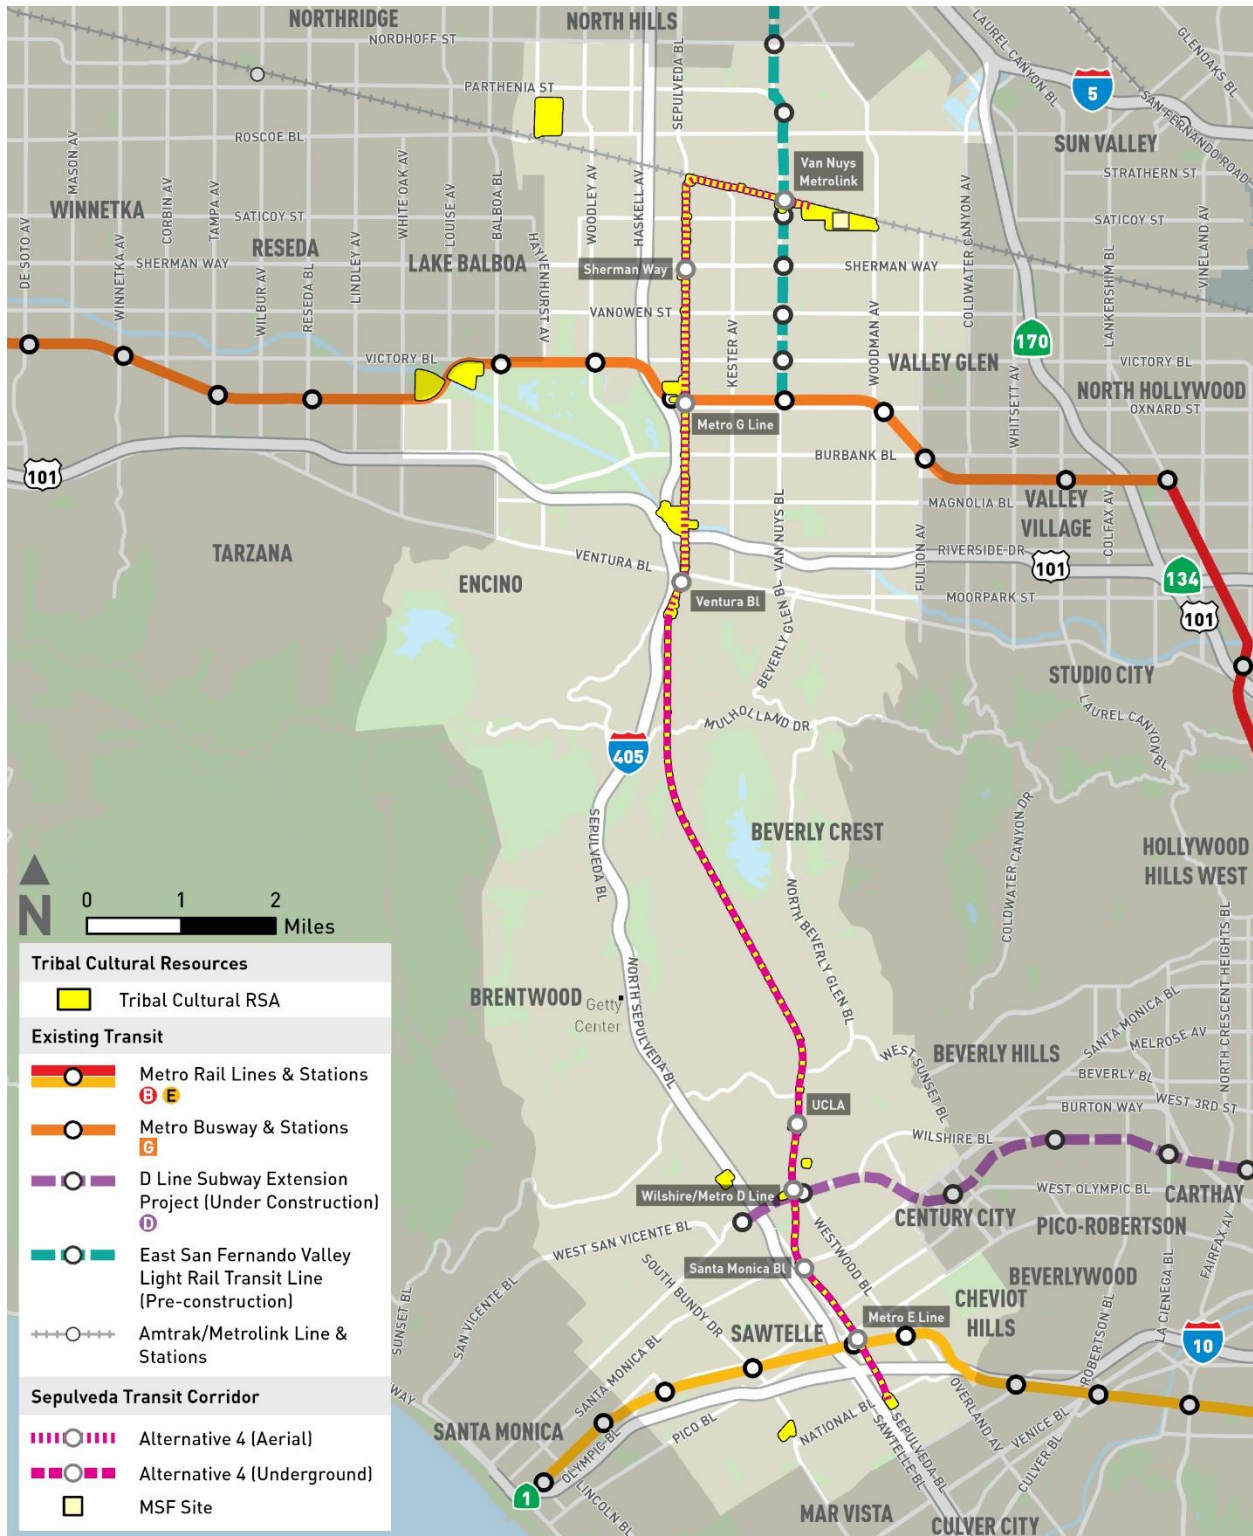 NORTHRIDGE
NORTH HILLS
NORDHOFF ST
SEPULVEDA BL
LAUREL CANYON BL
GLENOAKS BL
PARTHENIA ST
5
SAN FERNANDO ROAD
ROSCOE BL
SUN VALLEY
MASON AV
Van Nuys
Metrolink
STRATHERN ST
WINNETKA
CORBIN AV
TAMPA AV
WHITE OAK AV
LOUISE AV
BALBOA BL
WOODLEY AV
HASKELL AV
COLDWATER CANYON AV
SATICOY ST
SATICOY ST
DE SOTO AV
RESEDA
LAKE BALBOA
HAYVENHURST AV
SHERMAN WAY
Sherman Way
SHERMAN WAY
LANKERSHIM BL
VINELAND AV
WINNETKA AV
WILBUR AV
RESEDA BL
LINDLEY AV
VANOWEN ST
KESTER AV
WOODMAN AV
170
VICTORY BL
VALLEY GLEN
VICTORY BL
WHITSETT AV
NORTH HOLLYWOOD
OXNARD ST
Metro G Line
BURBANK BL
101
MAGNOLIA BL
VALLEY
VILLAGE
COLFAX AV
TARZANA
VAN NUYS BL
FULTON AV
RIVERSIDE DR
VENTURA BL
101
134
ENCINO
Ventura Bl
MOORPARK ST
101
BEVERLY GLEN BL
STUDIO CITY
MULHOLLAND DR
LAUREL CANYON BL
405
SEPULVEDA BL
BEVERLY CREST
COLDWATER CANYON DR
HOLLYWOOD
HILLS WEST
N
0 1 2
Miles
NORTH BEVERLY GLEN BL
NORTH CRESCENT HEIGHTS BL
NORTH SEPULVEDA BL
BRENTWOOD
Getty
Center
SANTA MONICA BL
MELROSE AV
WEST SUNSET BL
BEVERLY HILLS
BEVERLY BL
WEST 3RD ST
UCLA
BURTON WAY
WILSHIRE BL
Wilshire/Metro D Line
WEST OLYMPIC BL
CARTHAY
CENTURY CITY
PICO-ROBERTSON
WEST SAN VICENTE BL
WESTWOOD BL
FAIRFAX AV
Santa Monica Bl
BEVERLYWOOD
LA CIENEGA BL
SOUTH BUNDY DR
CHEVIOT
HILLS
Metro E Line
SAWTELLE
ROBERTSON BL
10
SUNSET BL
SAN VICENTE BL
SANTA MONICA BL
WAY
OVERLAND AV
SANTA MONICA
OLYMPIC BL
PICO BL
NATIONAL BL
SAWTELLE BL
SEPULVEDA BL
VENICE BL
CULVER BL
1
LINCOLN BL
MAR VISTA
CULVER CITY
Tribal Cultural Resources
Tribal Cultural RSA
Existing Transit
Metro Rail Lines & Stations
B E
Metro Busway & Stations
G
D Line Subway Extension
Project (Under Construction)
D
East San Fernando Valley
Light Rail Transit Line
(Pre-construction)
Amtrak/Metrolink Line &
Stations
Sepulveda Transit Corridor
Alternative 4 (Aerial)
Alternative 4 (Underground)
MSF Site